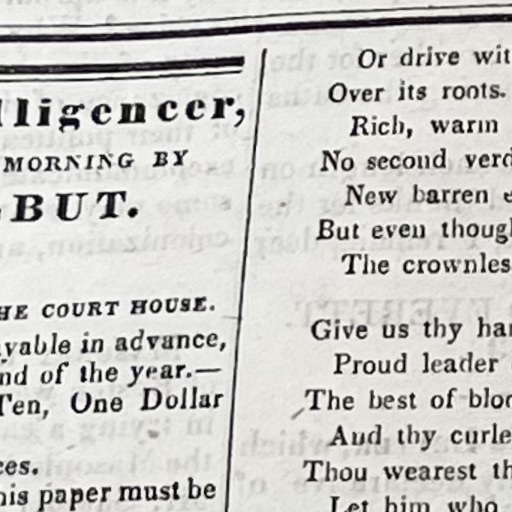 lligencer,
MORNING BY
BUT.
HE COURT HOUSE.
yable in advance,
nd of the year.—
Ten, One Dollar
ces.
his paper must be
Or drive wit
Over its roots.
Rich, warm
No second verd
New barren e
But even though
The crownles
Give us thy har
Proud leader
The best of bloo
And thy curle
Thou wearest th
Let him who